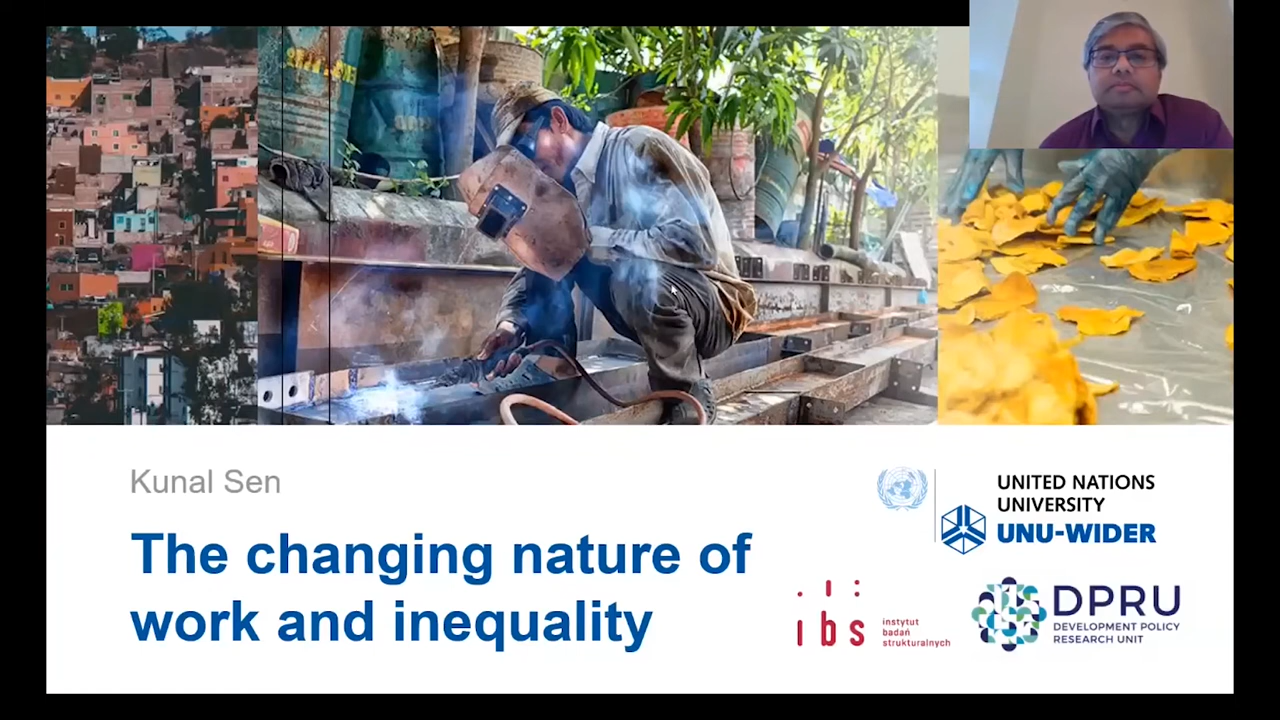 Kunal Sen
The changing nature of
work and inequality
UNITED NATIONS
UNIVERSITY
UNU-WIDER
ibs
instytut
badań
strukturalnych
DPRU
DEVELOPMENT POLICY
RESEARCH UNIT